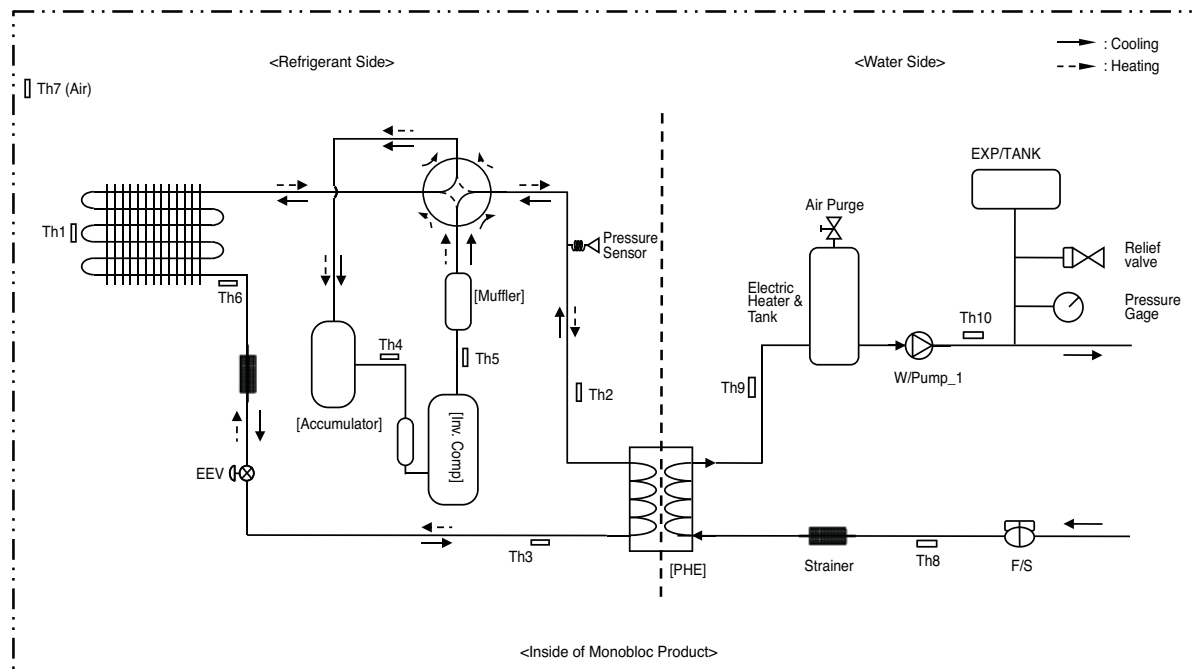 <Refrigerant Side>
<Water Side>
: Cooling
: Heating
Th7 (Air)
EXP/TANK
Air Purge
Th1
Pressure
Sensor
Relief
valve
Th6
[Muffler]
Electric
Heater &
Tank
Pressure
Gage
Th10
Th4
Th5
W/Pump_1
Th9
Th2
[Accumulator]
[Inv. Comp]
EEV
Th3
[PHE]
Strainer
Th8
F/S
<Inside of Monobloc Product>